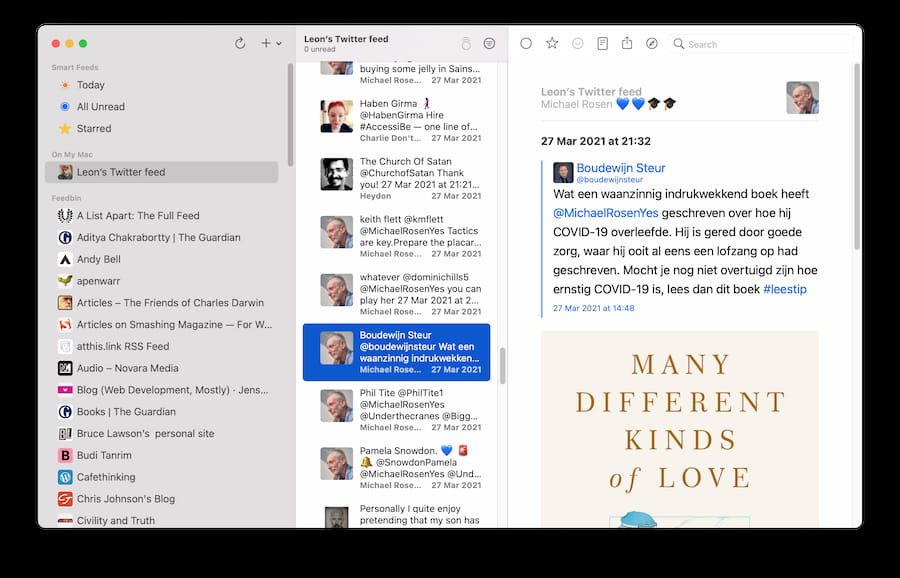 Smart Feeds
Today
All Unread
Starred
On My Mac
Leon's Twitter feed
Feedbin
A List Apart: The Full Feed
Aditya Chakrabortty | The Guardian
Andy Bell
apenwarr
Articles – The Friends of Charles Darwin
Articles on Smashing Magazine — For W...
atthis.link RSS Feed
Audio – Novara Media
Blog (Web Development, Mostly) · Jens...
Books | The Guardian
Bruce Lawson's personal site
Budi Tanrim
Cafethinking
Chris Johnson's Blog
Civility and Truth
Leon's Twitter feed
0 unread
buying some jelly in Sains...
Michael Rose... 27 Mar 2021
Haben Girma
@HabenGirma Hire
#AccessiBe — one line of...
Charlie Don't... 27 Mar 2021
The Church Of Satan
@ChurchofSatan Thank
you! 27 Mar 2021 at 21:21...
Heydon 27 Mar 2021
keith flett @kmflett
@MichaelRosenYes Tactics
are key.Prepare the placar...
Michael Rose... 27 Mar 2021
whatever @dominichills5
@MichaelRosenYes you can
play her 27 Mar 2021 at 2...
Michael Rose... 27 Mar 2021
Boudewijn Steur
@boudewijnsteur Wat een
waanzinnig indrukwekken...
Michael Rose... 27 Mar 2021
Phil Tite @PhilTite1
@MichaelRosenYes
@Underthecranes @Bigg...
Michael Rose... 27 Mar 2021
Pamela Snowdon. 💙 🚨
🔔 @SnowdonPamela
@MichaelRosenYes @Und...
Michael Rose... 27 Mar 2021
Personally I quite enjoy
pretending that my son has
Search
Leon's Twitter feed
Michael Rosen 💙💙🎓🎓
27 Mar 2021 at 21:32
Boudewijn Steur
@boudewijnsteur
Wat een waanzinnig indrukwekkend boek heeft
@MichaelRosenYes geschreven over hoe hij
COVID-19 overleefde. Hij is gered door goede
zorg, waar hij ooit al eens een lofzang op had
geschreven. Mocht je nog niet overtuigd zijn hoe
ernstig COVID-19 is, lees dan dit boek #leestip
27 Mar 2021 at 14:48
MANY
DIFFERENT
KINDS
of LOVE